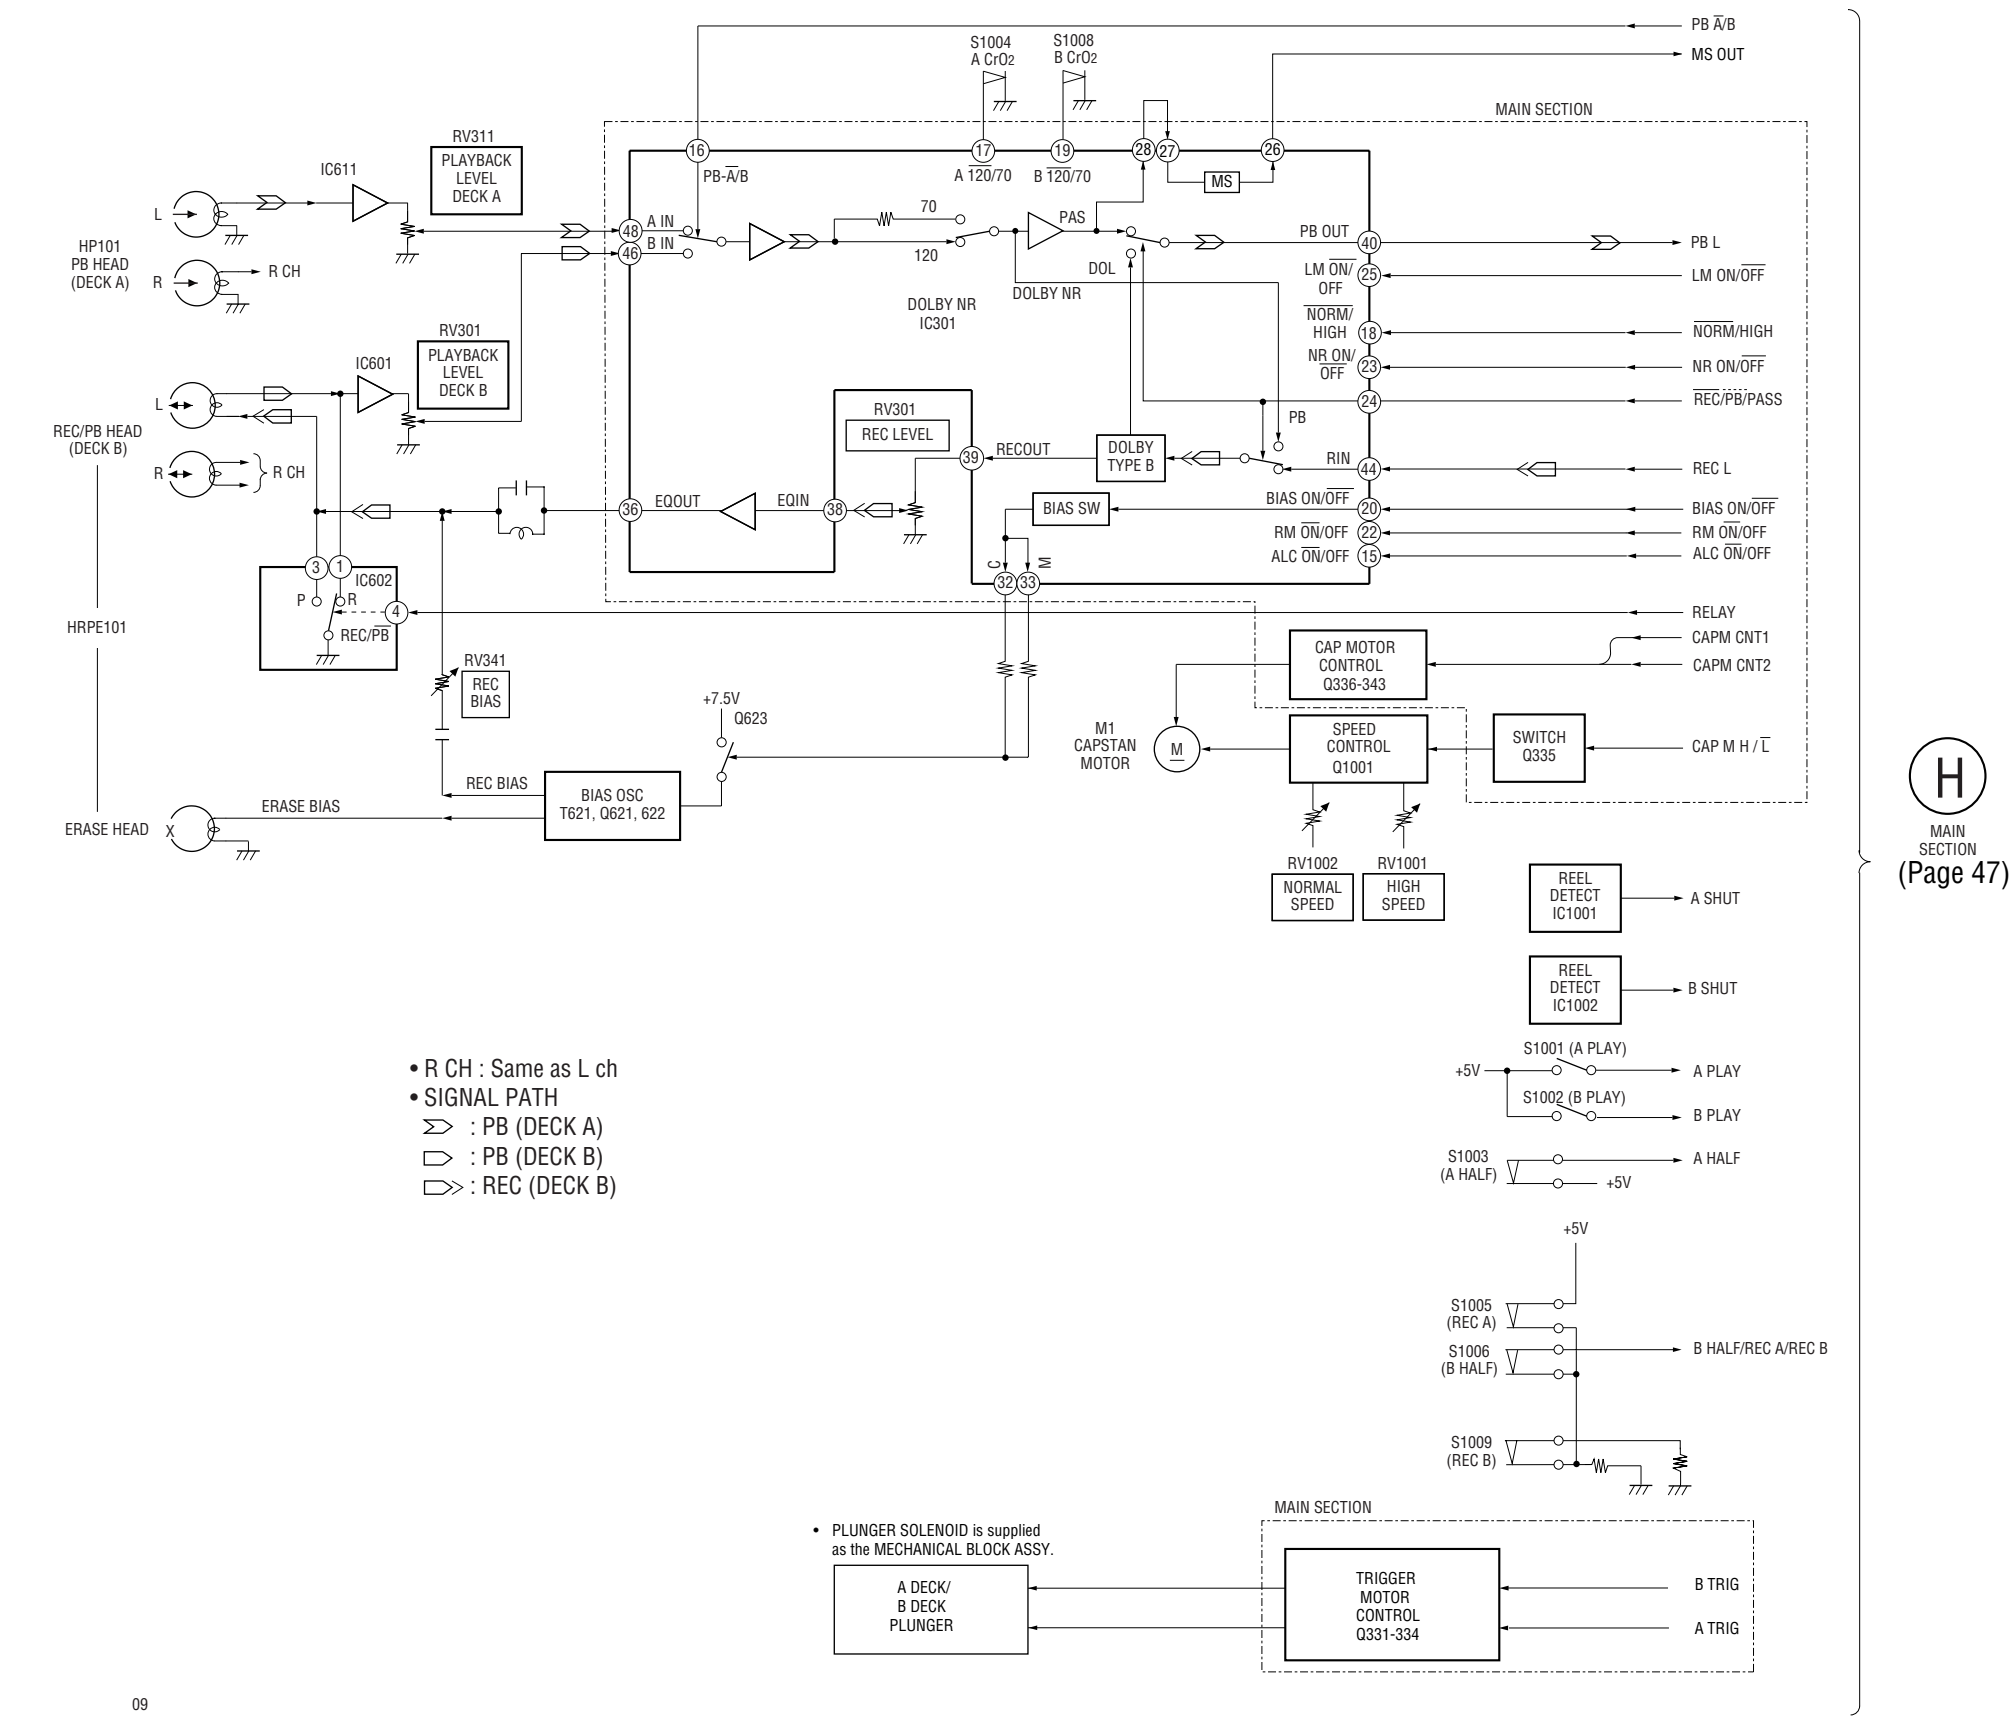 PB A/B
MS OUT
S1004
A CrO2
S1008
B CrO2
MAIN SECTION
RV311
PLAYBACK
LEVEL
DECK A
IC611
L
HP101
PB HEAD
(DECK A)
R
R CH
16
PB-A/B
17
A 120/70
19
B 120/70
28
27
26
MS
48
A IN
46
B IN
70
120
PAS
DOL
DOLBY NR
DOLBY NR
IC301
PB OUT
40
PB L
LM ON/
OFF
25
LM ON/OFF
NORM/
HIGH
18
NORM/HIGH
NR ON/
OFF
23
NR ON/OFF
24
REC/PB/PASS
PB
RV301
PLAYBACK
LEVEL
DECK B
IC601
L
REC/PB HEAD
(DECK B)
R
R CH
RV301
REC LEVEL
39
RECOUT
DOLBY
TYPE B
RIN
44
REC L
36
EQOUT
EQIN
38
BIAS SW
BIAS ON/OFF
20
BIAS ON/OFF
RM ON/OFF
22
RM ON/OFF
ALC ON/OFF
15
ALC ON/OFF
C
M
32
33
3
1
IC602
P
R
4
REC/PB
RELAY
HRPE101
CAP MOTOR
CONTROL
Q336-343
CAPM CNT1
CAPM CNT2
RV341
REC
BIAS
+7.5V
Q623
M1
CAPSTAN
MOTOR
M
SPEED
CONTROL
Q1001
SWITCH
Q335
CAP M H / L
REC BIAS
ERASE BIAS
BIAS OSC
T621, Q621, 622
ERASE HEAD
X
RV1002
NORMAL
SPEED
RV1001
HIGH
SPEED
H
MAIN
SECTION
(Page 47)
REEL
DETECT
IC1001
A SHUT
REEL
DETECT
IC1002
B SHUT
• R CH : Same as L ch
• SIGNAL PATH
: PB (DECK A)
: PB (DECK B)
: REC (DECK B)
S1001 (A PLAY)
+5V
A PLAY
S1002 (B PLAY)
B PLAY
S1003
(A HALF)
A HALF
+5V
+5V
S1005
(REC A)
S1006
(B HALF)
B HALF/REC A/REC B
S1009
(REC B)
MAIN SECTION
• PLUNGER SOLENOID is supplied
as the MECHANICAL BLOCK ASSY.
A DECK/
B DECK
PLUNGER
TRIGGER
MOTOR
CONTROL
Q331-334
B TRIG
A TRIG
09